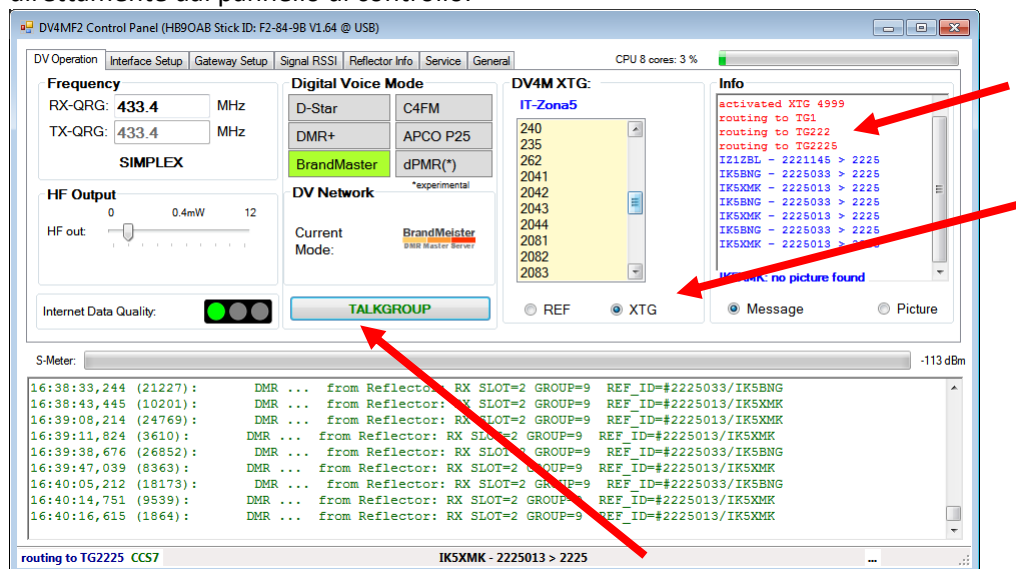 direttamente dal pannello di controllo.
DV4MF2 Control Panel (HB9OAB Stick ID: F2-84-9B V1.64 @ USB)
DV Operation Interface Setup Gateway Setup Signal RSSI Reflector Info Service General CPU 8 cores: 3 %
Frequency
RX-QRG: 433.4 MHz
TX-QRG: 433.4 MHz
SIMPLEX
HF Output
0 0.4mW 12
HF out:
Internet Data Quality:
Digital Voice Mode
D-Star C4FM
DMR+ APCO P25
BrandMaster dPMR(*)
*experimental
DV Network
Current Mode:
BrandMeister
DMR Master Server
TALKGROUP
DV4M XTG:
IT-Zona5
240
235
262
2041
2042
2043
2044
2081
2082
2083
REF XTG
Info
activated XTG 4999
routing to TG1
routing to TG222
routing to TG2225
IZ1ZBL - 2221145 > 2225
IK5BNG - 2225033 > 2225
IK5XMK - 2225013 > 2225
IK5BNG - 2225033 > 2225
IK5XMK - 2225013 > 2225
IK5BNG - 2225033 > 2225
IK5XMK - 2225013 > 2225
IK5XMK: no picture found
Message Picture
S-Meter: -113 dBm
16:38:33,244 (21227): DMR ... from Reflector: RX SLOT=2 GROUP=9 REF_ID=#2225033/IK5BNG
16:38:43,445 (10201): DMR ... from Reflector: RX SLOT=2 GROUP=9 REF_ID=#2225013/IK5XMK
16:39:08,214 (24769): DMR ... from Reflector: RX SLOT=2 GROUP=9 REF_ID=#2225013/IK5XMK
16:39:11,824 (3610): DMR ... from Reflector: RX SLOT=2 GROUP=9 REF_ID=#2225013/IK5XMK
16:39:38,676 (26852): DMR ... from Reflector: RX SLOT=2 GROUP=9 REF_ID=#2225033/IK5BNG
16:39:47,039 (8363): DMR ... from Reflector: RX SLOT=2 GROUP=9 REF_ID=#2225013/IK5XMK
16:40:05,212 (18173): DMR ... from Reflector: RX SLOT=2 GROUP=9 REF_ID=#2225033/IK5BNG
16:40:14,751 (9539): DMR ... from Reflector: RX SLOT=2 GROUP=9 REF_ID=#2225013/IK5XMK
16:40:16,615 (1864): DMR ... from Reflector: RX SLOT=2 GROUP=9 REF_ID=#2225013/IK5XMK
routing to TG2225 CCS7 IK5XMK - 2225013 > 2225 ...